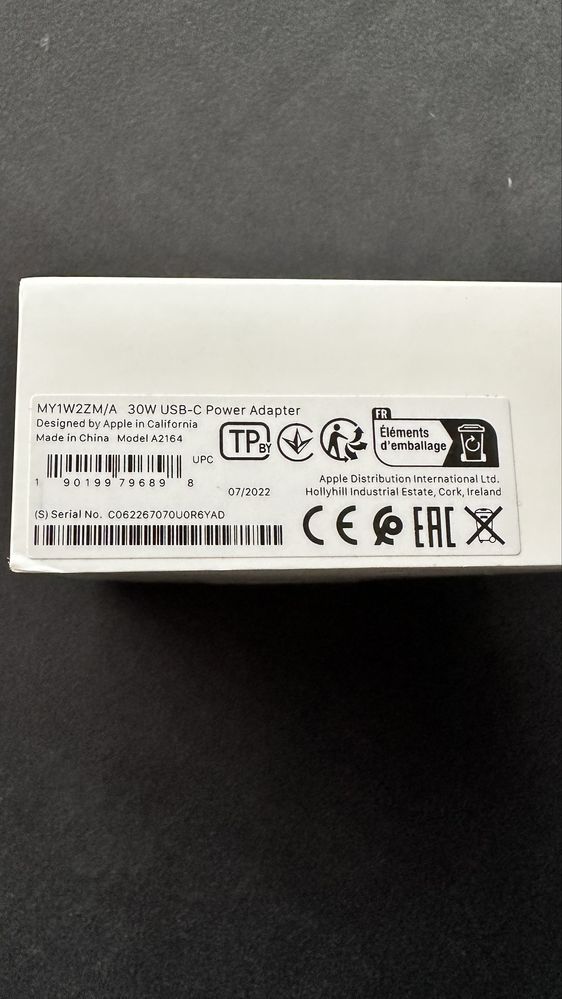 MY1W2ZM/A 30W USB-C Power Adapter
Designed by Apple in California
Made in China Model A2164
UPC
1 90199 79689 8
07/2022
(S) Serial No. C062267070U0R6YAD
TP BY
FR
Éléments
d'emballage
Apple Distribution International Ltd.
Hollyhill Industrial Estate, Cork, Ireland
CE EAC